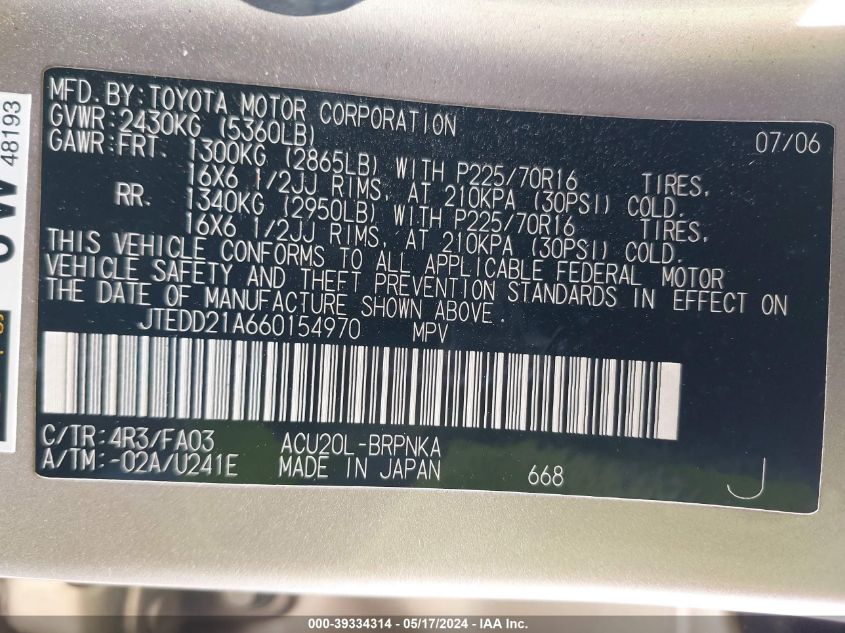 MFD. BY: TOYOTA MOTOR CORPORATION 07/06
GVWR: 2430KG (5360LB)
GAWR: FRT. 1300KG (2865LB) WITH P225/70R16 TIRES,
16X6 1/2JJ RIMS, AT 210KPA (30PSI) COLD.
RR. 1340KG (2950LB) WITH P225/70R16 TIRES,
16X6 1/2JJ RIMS, AT 210KPA (30PSI) COLD.
THIS VEHICLE CONFORMS TO ALL APPLICABLE FEDERAL MOTOR
VEHICLE SAFETY AND THEFT PREVENTION STANDARDS IN EFFECT ON
THE DATE OF MANUFACTURE SHOWN ABOVE.
JTEDD21A660154970 MPV
C/TR: 4R3/FA03 ACU20L-BRPNKA
A/TM: -02A/U241E MADE IN JAPAN 668 J
48193
000-39334314 - 05/17/2024 - IAA Inc.